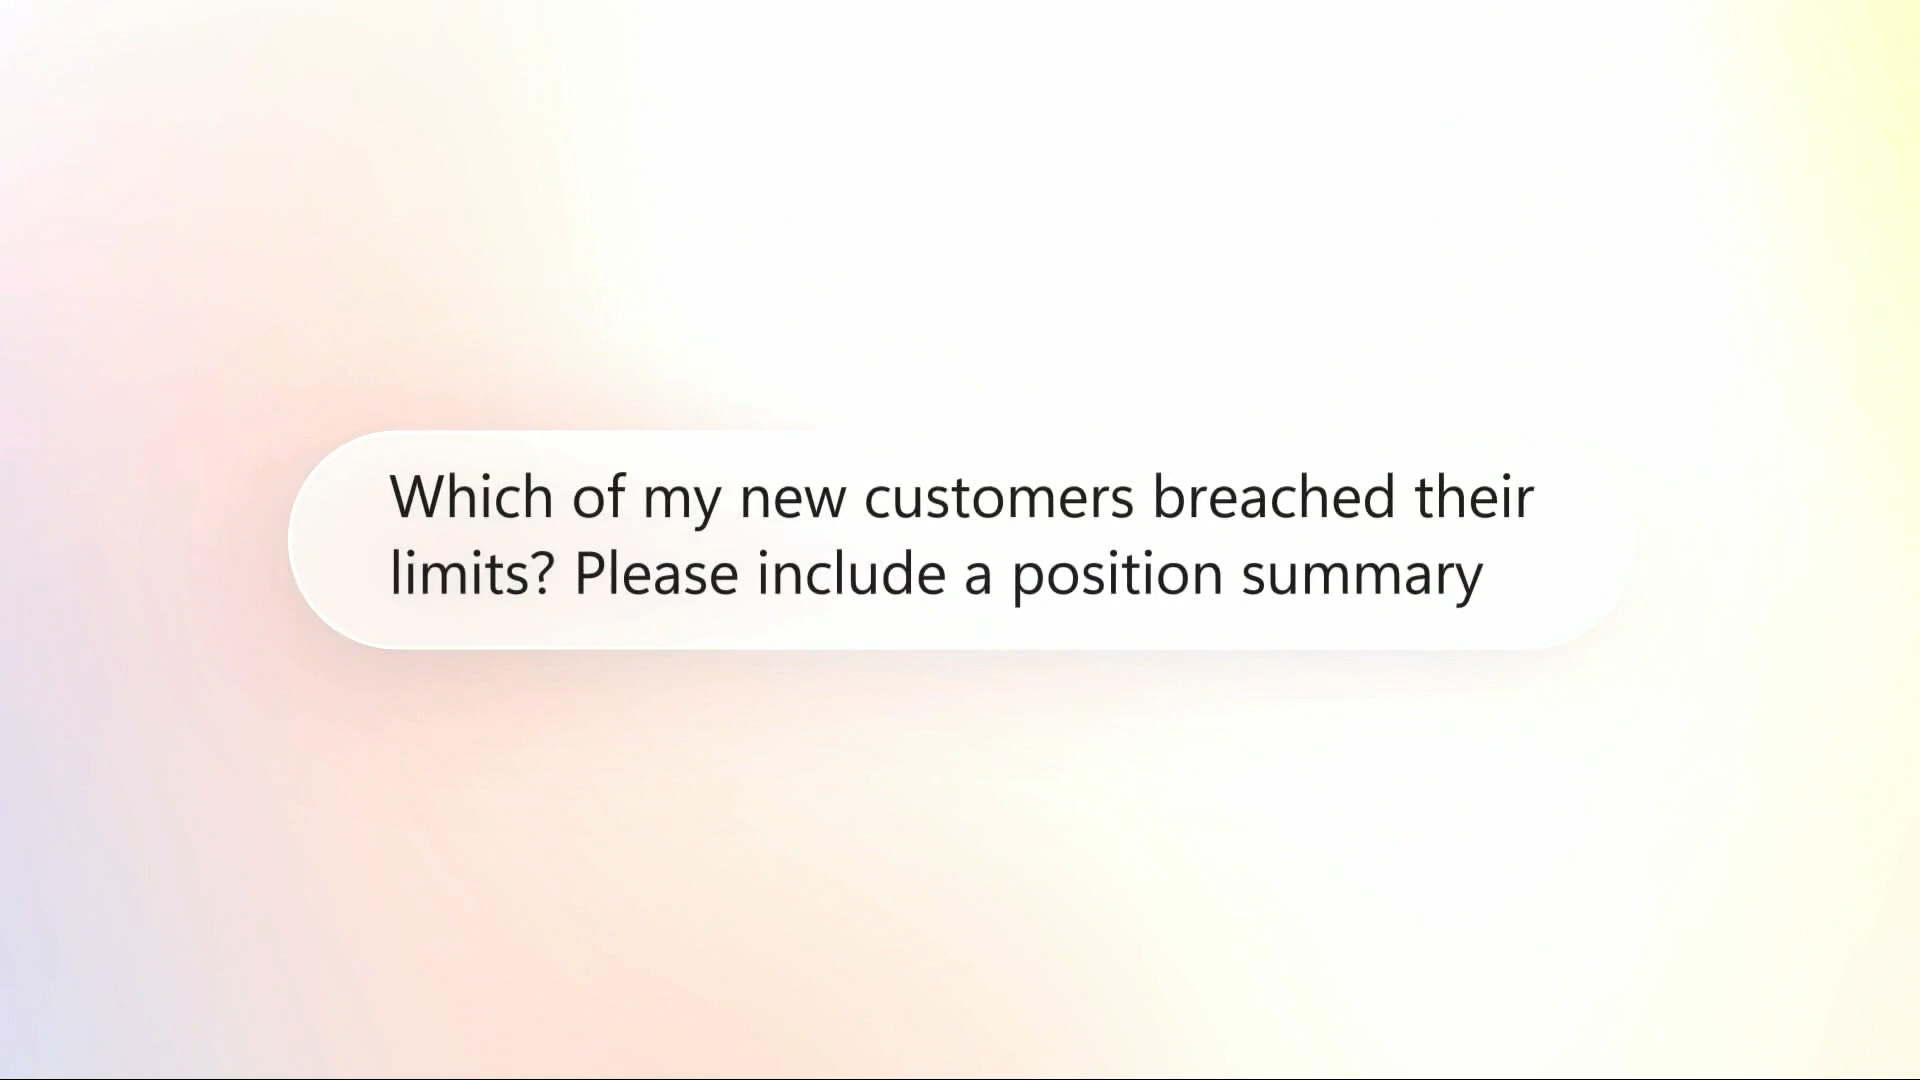 Which of my new customers breached their
limits? Please include a position summary